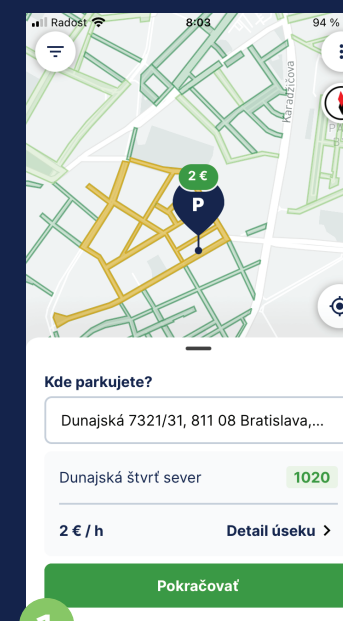 Radosť 8:03 94 %
Karadžičova
2 €
P
Kde parkujete?
Dunajská 7321/31, 811 08 Bratislava,...
Dunajská štvrť sever 1020
2 € / h Detail úseku
Pokračovať